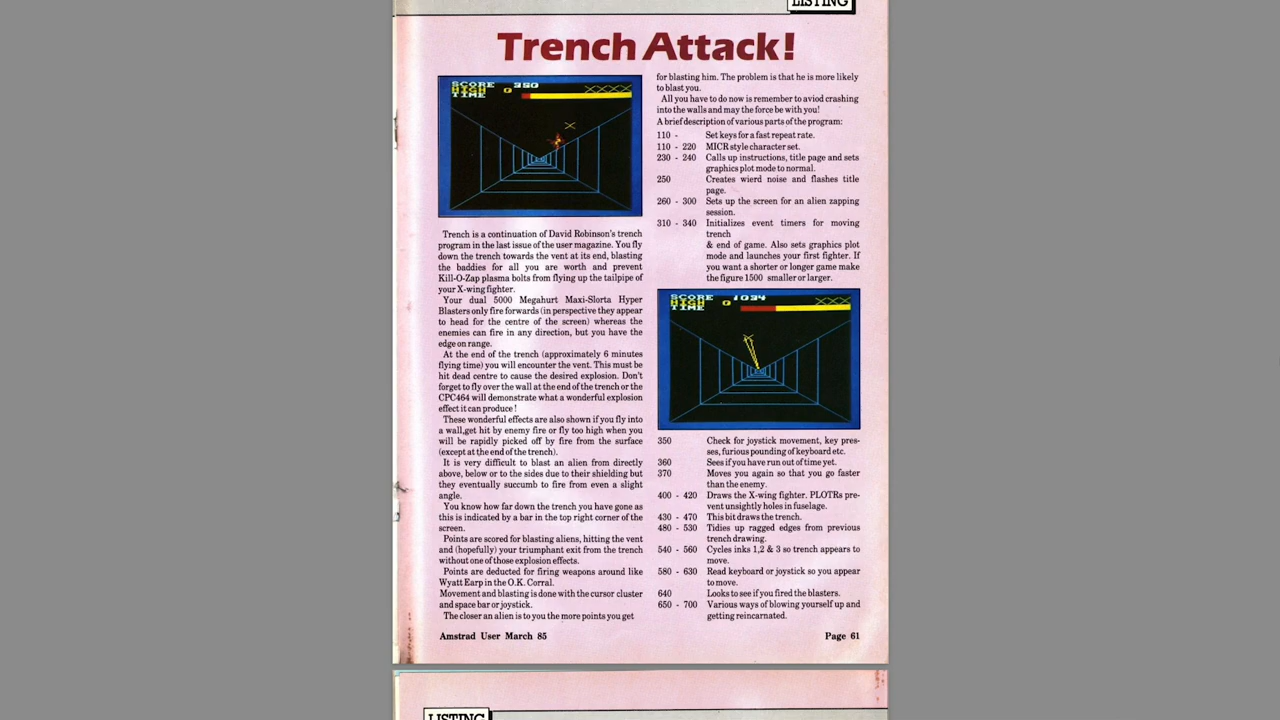 LISTING
Trench Attack!
SCORE 350
HIGH 0
TIME
Trench is a continuation of David Robinson's trench
program in the last issue of the user magazine. You fly
down the trench towards the vent at its end, blasting
the baddies for all you are worth and prevent
Kill-O-Zap plasma bolts from flying up the tailpipe of
your X-wing fighter.
Your dual 5000 Megahurt Maxi-Slorta Hyper
Blasters only fire forwards (in perspective they appear
to head for the centre of the screen) whereas the
enemies can fire in any direction, but you have the
edge on range.
At the end of the trench (approximately 6 minutes
flying time) you will encounter the vent. This must be
hit dead centre to cause the desired explosion. Don't
forget to fly over the wall at the end of the trench or the
CPC464 will demonstrate what a wonderful explosion
effect it can produce !
These wonderful effects are also shown if you fly into
a wall,get hit by enemy fire or fly too high when you
will be rapidly picked off by fire from the surface
(except at the end of the trench).
It is very difficult to blast an alien from directly
above, below or to the sides due to their shielding but
they eventually succumb to fire from even a slight
angle.
You know how far down the trench you have gone as
this is indicated by a bar in the top right corner of the
screen.
Points are scored for blasting aliens, hitting the vent
and (hopefully) your triumphant exit from the trench
without one of those explosion effects.
Points are deducted for firing weapons around like
Wyatt Earp in the O.K. Corral.
Movement and blasting is done with the cursor cluster
and space bar or joystick.
The closer an alien is to you the more points you get
for blasting him. The problem is that he is more likely
to blast you.
All you have to do now is remember to aviod crashing
into the walls and may the force be with you!
A brief description of various parts of the program:
110 - Set keys for a fast repeat rate.
110 - 220 MICR style character set.
230 - 240 Calls up instructions, title page and sets
graphics plot mode to normal.
250 Creates wierd noise and flashes title
page.
260 - 300 Sets up the screen for an alien zapping
session.
310 - 340 Initializes event timers for moving
trench
& end of game. Also sets graphics plot
mode and launches your first fighter. If
you want a shorter or longer game make
the figure 1500 smaller or larger.
SCORE 1034
HIGH 0
TIME
350 Check for joystick movement, key pres-
ses, furious pounding of keyboard etc.
360 Sees if you have run out of time yet.
370 Moves you again so that you go faster
than the enemy.
400 - 420 Draws the X-wing fighter. PLOTRs pre-
vent unsightly holes in fuselage.
430 - 470 This bit draws the trench.
480 - 530 Tidies up ragged edges from previous
trench drawing.
540 - 560 Cycles inks 1,2 & 3 so trench appears to
move.
580 - 630 Read keyboard or joystick so you appear
to move.
640 Looks to see if you fired the blasters.
650 - 700 Various ways of blowing yourself up and
getting reincarnated.
Amstrad User March 85
Page 61
LISTING